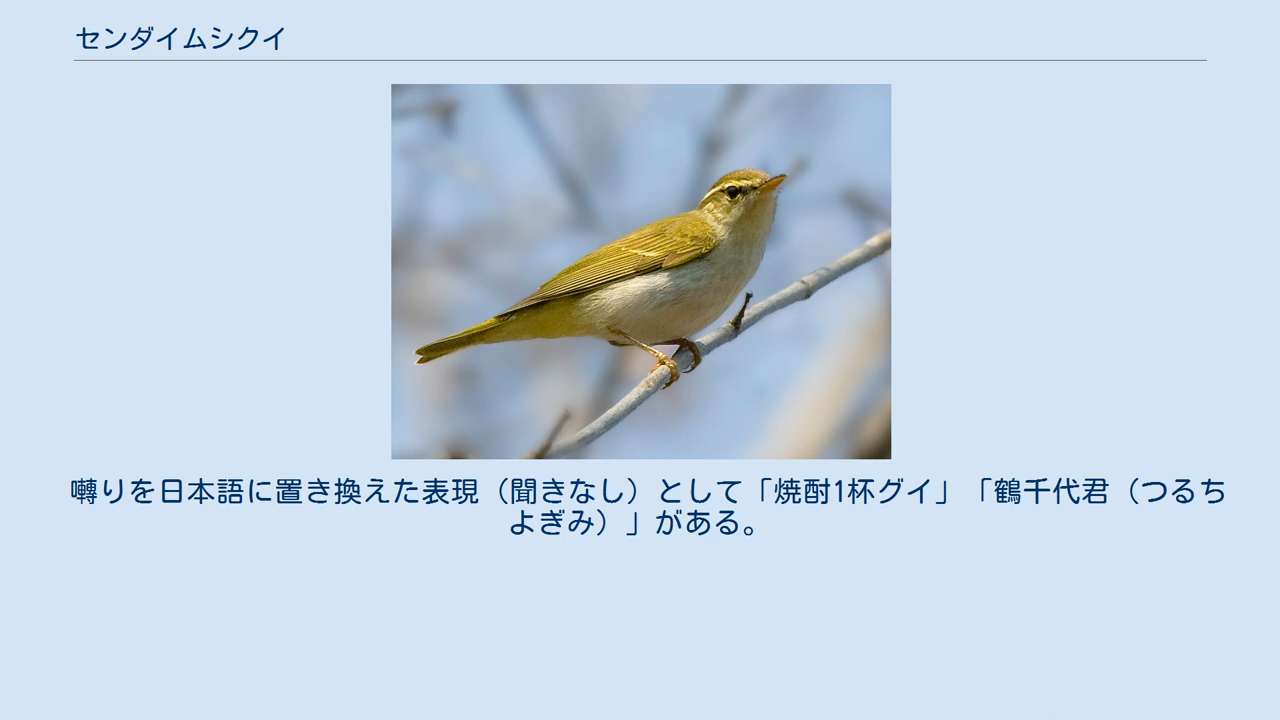 センダイムシクイ
囀りを日本語に置き換えた表現（聞きなし）として「焼酎1杯グイ」「鶴千代君（つるち
よぎみ）」がある。